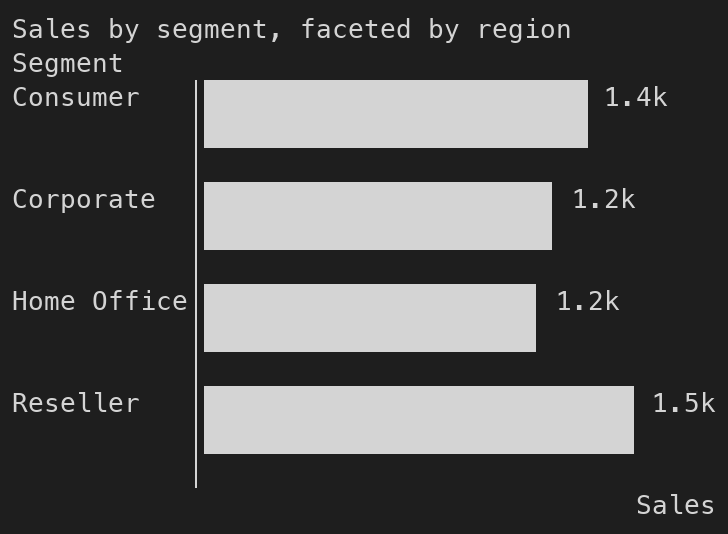 Sales by segment, faceted by region
Segment
Consumer 1.4k
Corporate 1.2k
Home Office 1.2k
Reseller 1.5k
Sales